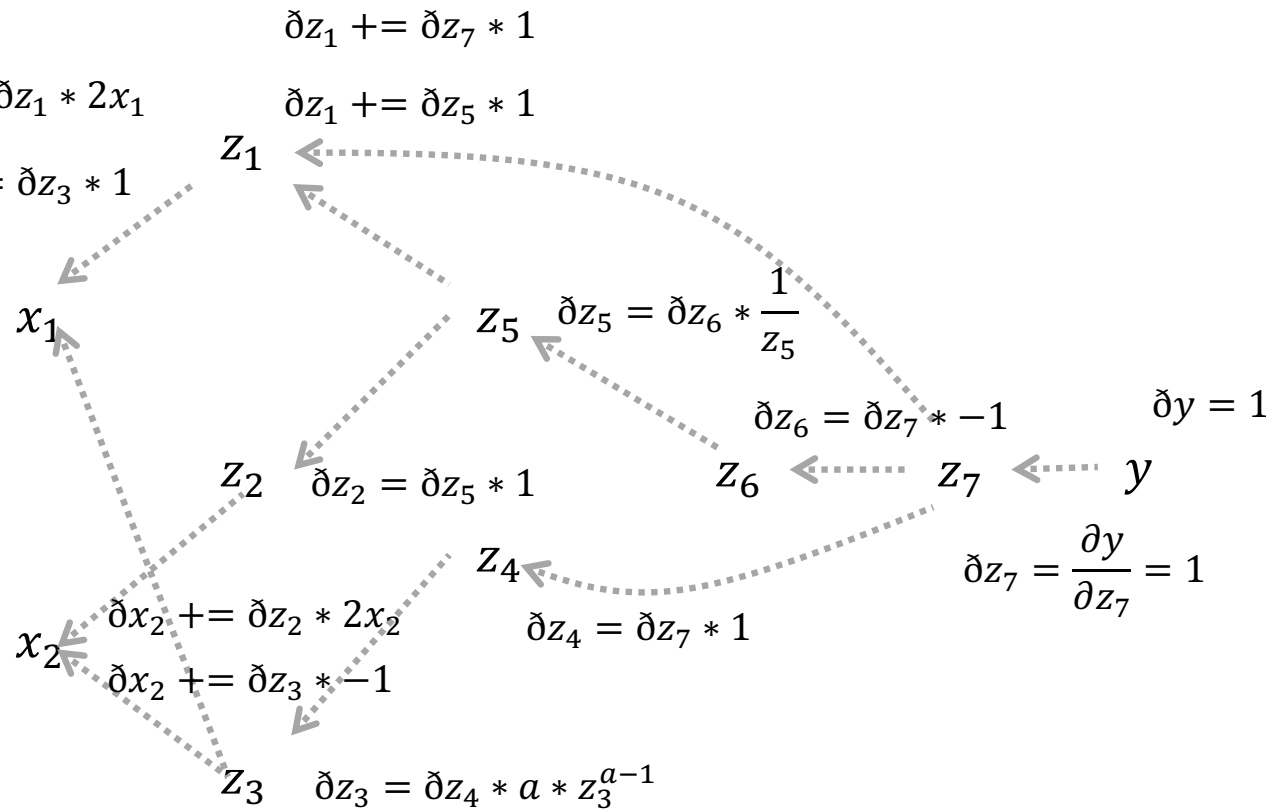 ðz₁ += ðz₇ * 1
ðz₁ * 2x₁
ðz₁ += ðz₅ * 1
z₁
= ðz₃ * 1
x₁
z₅
ðz₅ = ðz₆ * 1/z₅
ðz₆ = ðz₇ * −1
ðy = 1
z₂
ðz₂ = ðz₅ * 1
z₆
z₇
y
z₄
ðz₇ = ∂y/∂z₇ = 1
ðx₂ += ðz₂ * 2x₂
ðz₄ = ðz₇ * 1
x₂
ðx₂ += ðz₃ * −1
z₃
ðz₃ = ðz₄ * a * z₃^{a−1}